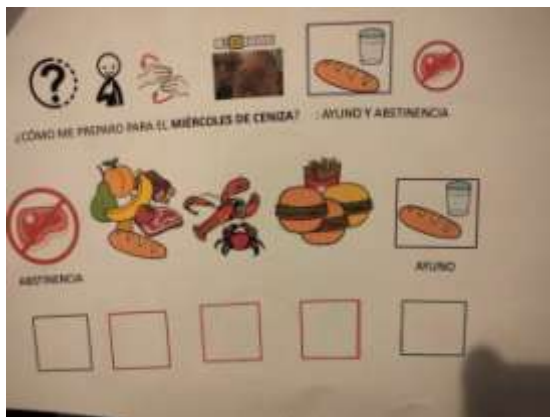 ¿CÓMO ME PREPARO PARA EL MIÉRCOLES DE CENIZA? : AYUNO Y ABSTINENCIA
ABSTINENCIA
AYUNO